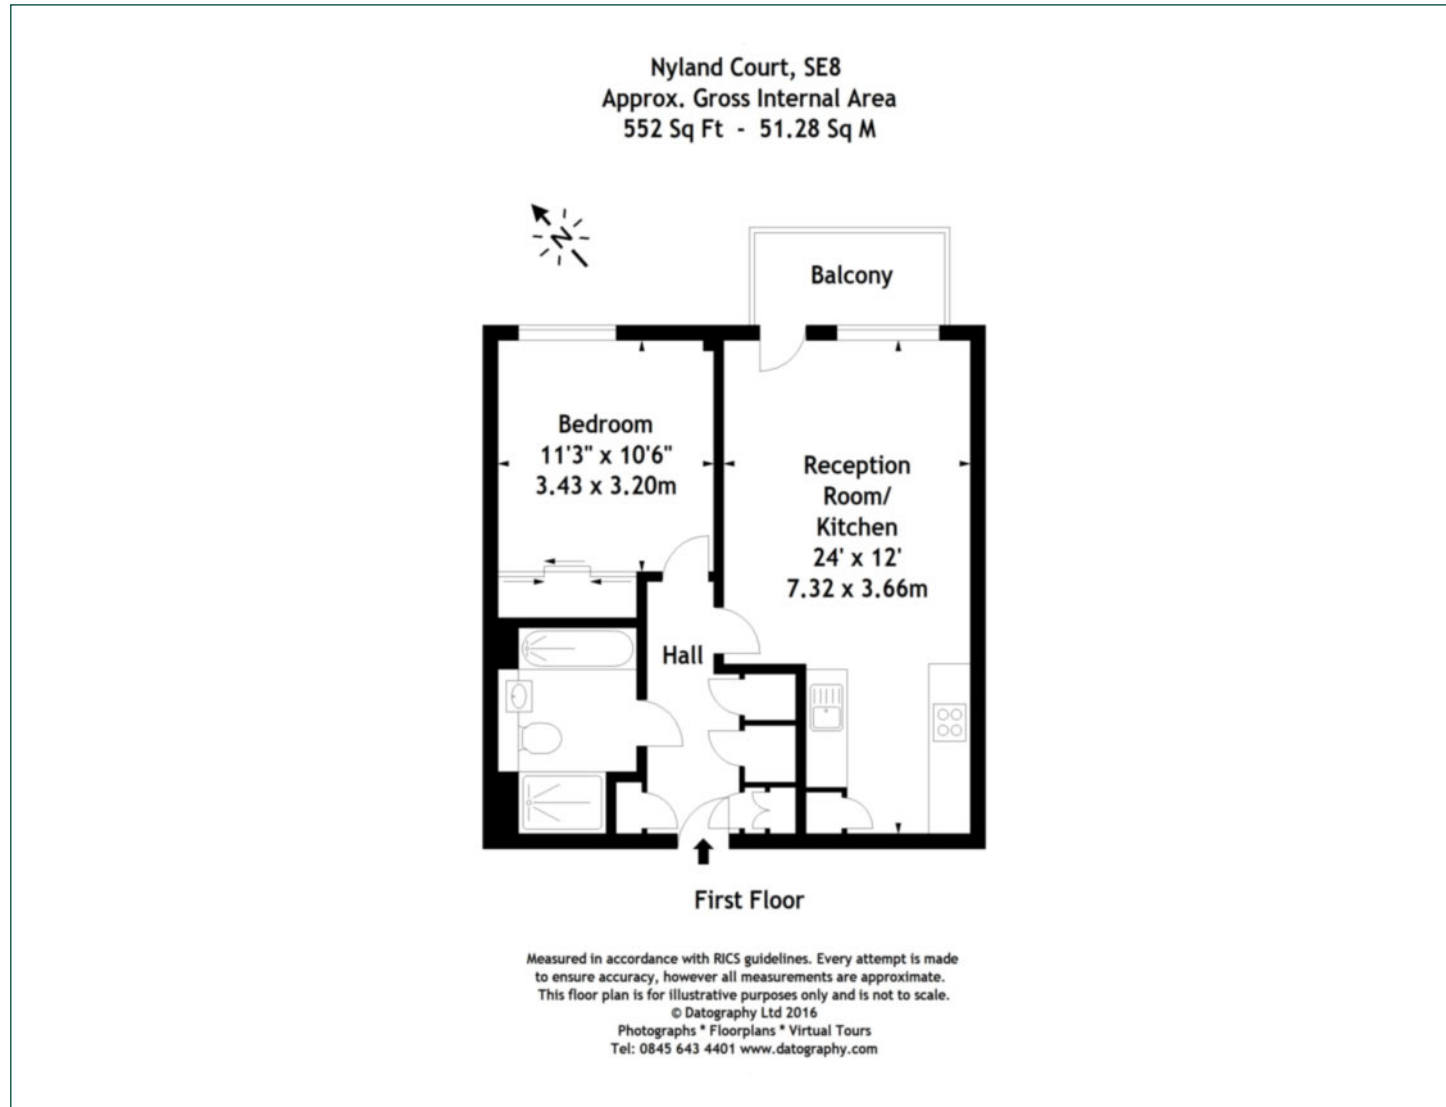 Nyland Court, SE8
Approx. Gross Internal Area
552 Sq Ft - 51.28 Sq M
N
Balcony
Bedroom
11'3" x 10'6"
3.43 x 3.20m
Reception
Room/
Kitchen
24' x 12'
7.32 x 3.66m
Hall
First Floor
Measured in accordance with RICS guidelines. Every attempt is made
to ensure accuracy, however all measurements are approximate.
This floor plan is for illustrative purposes only and is not to scale.
© Datography Ltd 2016
Photographs * Floorplans * Virtual Tours
Tel: 0845 643 4401 www.datography.com